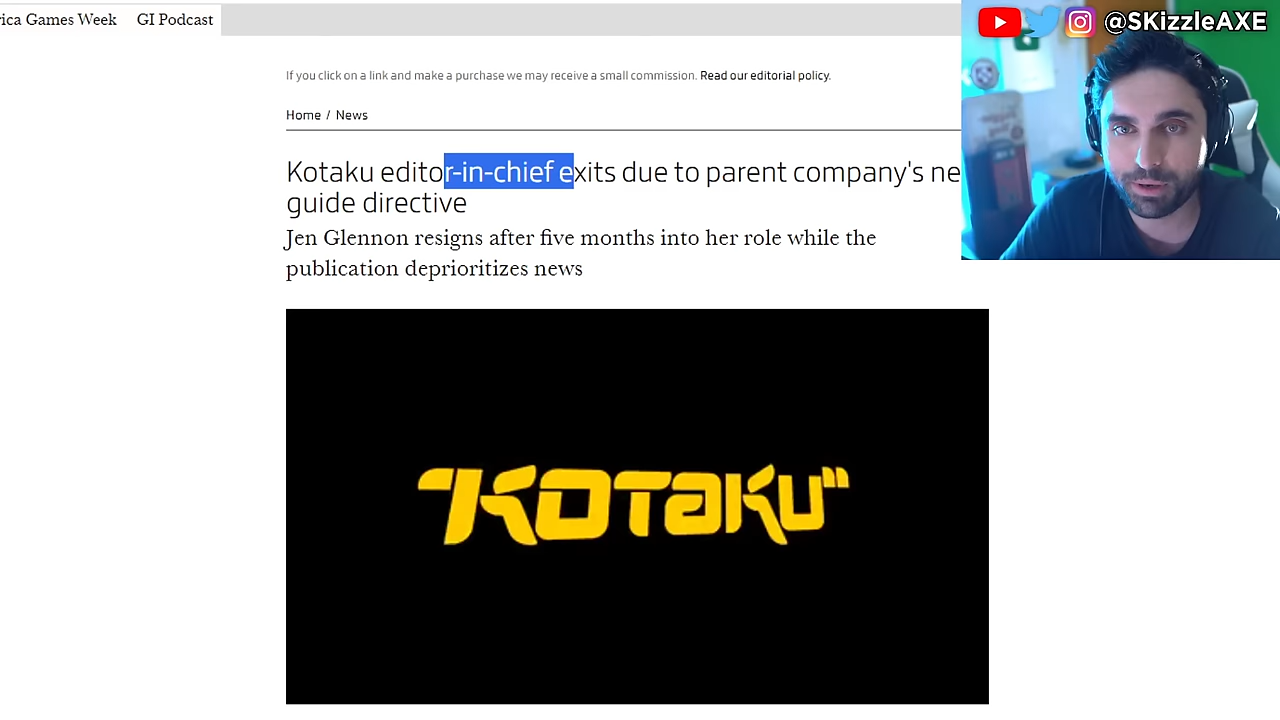 rica Games Week GI Podcast
@SKizzleAXE
If you click on a link and make a purchase we may receive a small commission. Read our editorial policy.
Home / News
Kotaku editor-in-chief exits due to parent company's ne
guide directive
Jen Glennon resigns after five months into her role while the
publication deprioritizes news
KOTAKU